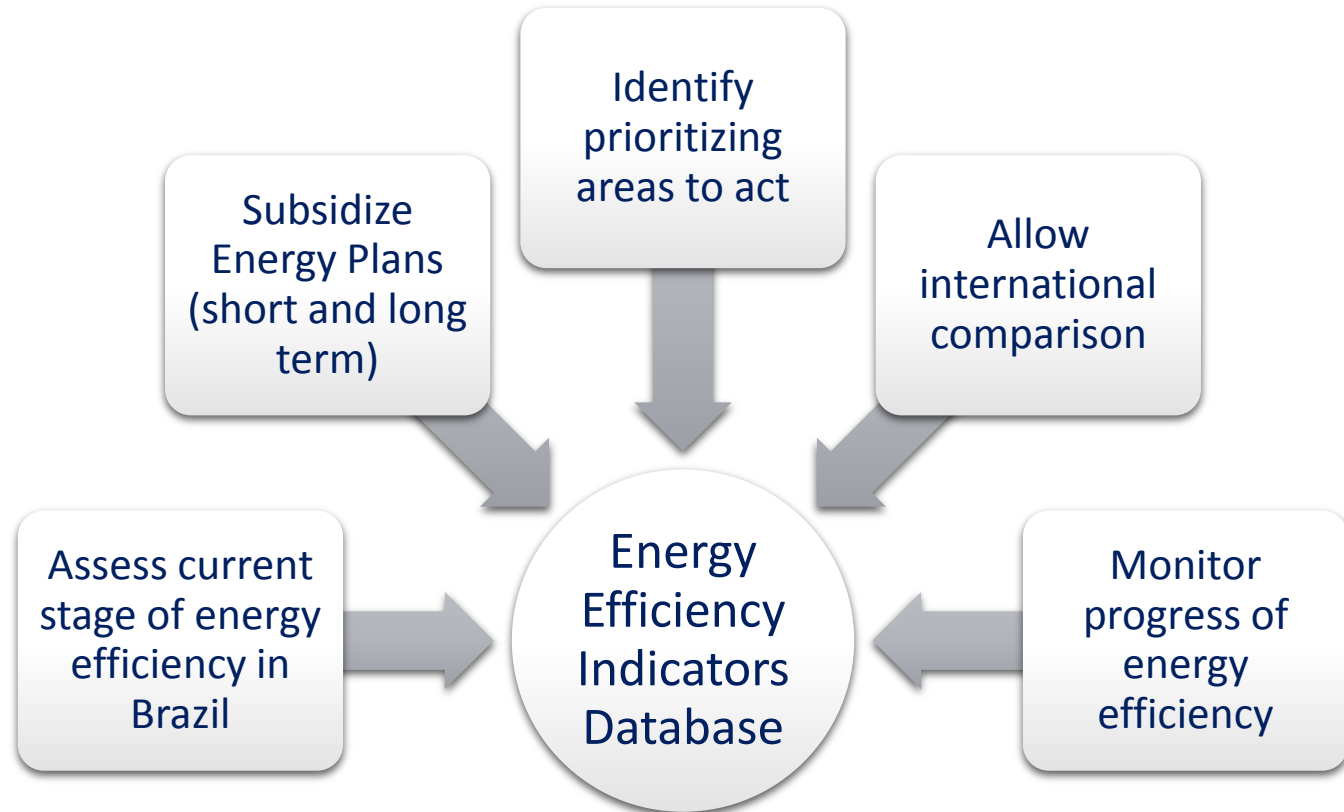 Identify
prioritizing
areas to act
Subsidize
Energy Plans
(short and long
term)
Allow
international
comparison
Assess current
stage of energy
efficiency in
Brazil
Energy
Efficiency
Indicators
Database
Monitor
progress of
energy
efficiency